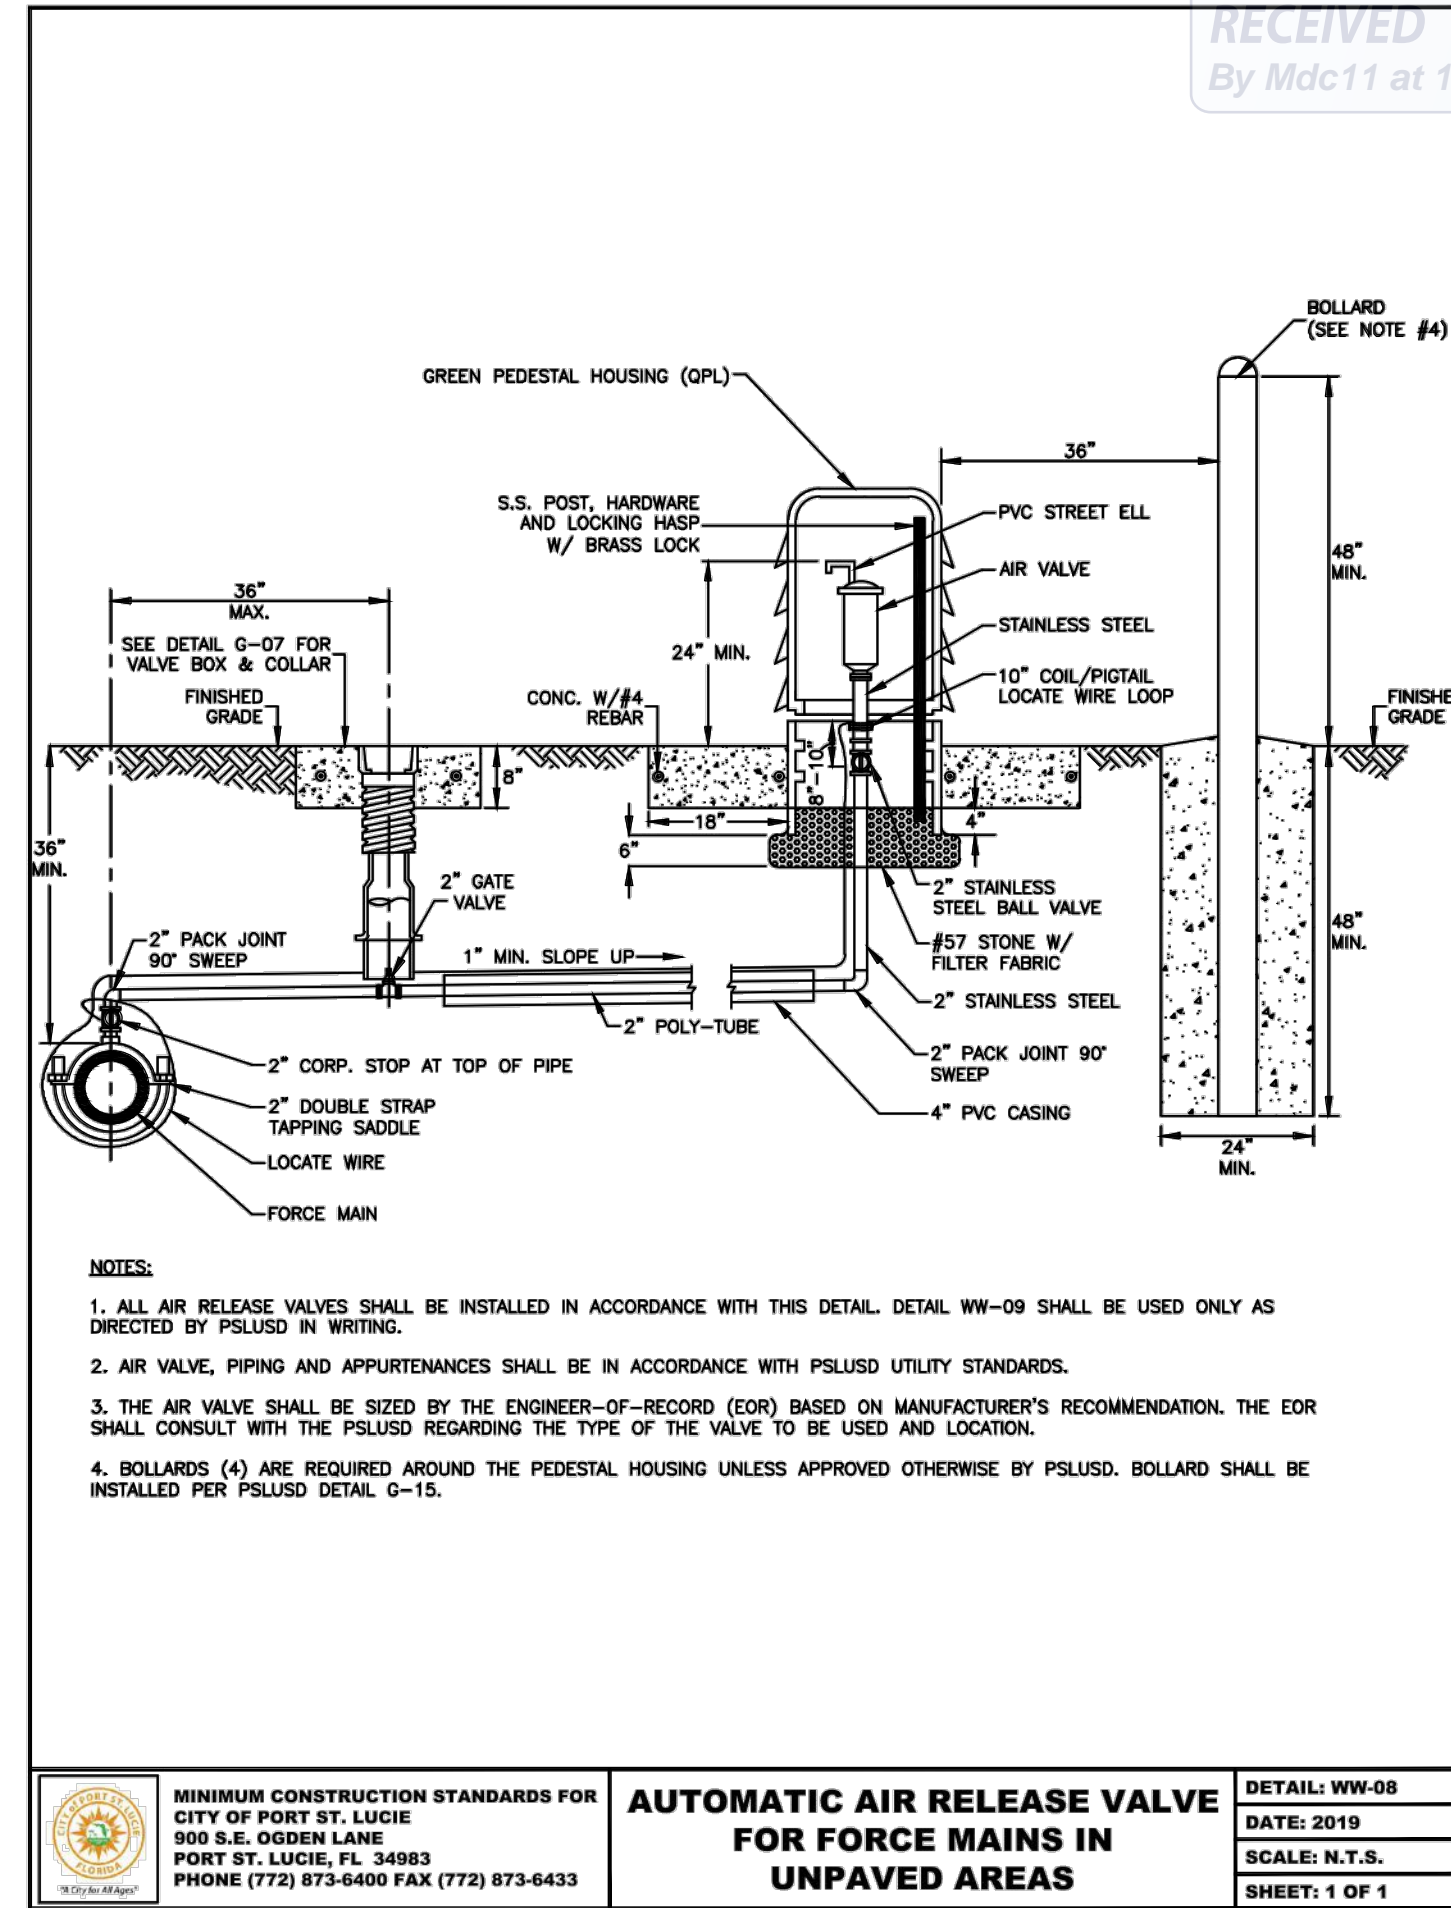 RECEIVED
By Mdc11 at 1
BOLLARD
(SEE NOTE #4)
GREEN PEDESTAL HOUSING (QPL)
36"
S.S. POST, HARDWARE
AND LOCKING HASP
W/ BRASS LOCK
PVC STREET ELL
48"
MIN.
AIR VALVE
36"
MAX.
STAINLESS STEEL
SEE DETAIL G-07 FOR
VALVE BOX & COLLAR
24" MIN.
10" COIL/PIGTAIL
LOCATE WIRE LOOP
FINISHED
GRADE
CONC. W/#4
REBAR
FINISHE
GRADE
8"
8"-10"
18"
4"
6"
36"
MIN.
2" GATE
VALVE
2" STAINLESS
STEEL BALL VALVE
48"
MIN.
2" PACK JOINT
90° SWEEP
1" MIN. SLOPE UP
#57 STONE W/
FILTER FABRIC
2" STAINLESS STEEL
2" POLY-TUBE
2" CORP. STOP AT TOP OF PIPE
2" PACK JOINT 90°
SWEEP
2" DOUBLE STRAP
TAPPING SADDLE
4" PVC CASING
24"
MIN.
LOCATE WIRE
FORCE MAIN
NOTES:
1. ALL AIR RELEASE VALVES SHALL BE INSTALLED IN ACCORDANCE WITH THIS DETAIL. DETAIL WW-09 SHALL BE USED ONLY AS
DIRECTED BY PSLUSD IN WRITING.
2. AIR VALVE, PIPING AND APPURTENANCES SHALL BE IN ACCORDANCE WITH PSLUSD UTILITY STANDARDS.
3. THE AIR VALVE SHALL BE SIZED BY THE ENGINEER-OF-RECORD (EOR) BASED ON MANUFACTURER'S RECOMMENDATION. THE EOR
SHALL CONSULT WITH THE PSLUSD REGARDING THE TYPE OF THE VALVE TO BE USED AND LOCATION.
4. BOLLARDS (4) ARE REQUIRED AROUND THE PEDESTAL HOUSING UNLESS APPROVED OTHERWISE BY PSLUSD. BOLLARD SHALL BE
INSTALLED PER PSLUSD DETAIL G-15.
CITY of PORT ST. LUCIE
FLORIDA
"A City for All Ages"
MINIMUM CONSTRUCTION STANDARDS FOR
CITY OF PORT ST. LUCIE
900 S.E. OGDEN LANE
PORT ST. LUCIE, FL 34983
PHONE (772) 873-6400 FAX (772) 873-6433
AUTOMATIC AIR RELEASE VALVE
FOR FORCE MAINS IN
UNPAVED AREAS
DETAIL: WW-08
DATE: 2019
SCALE: N.T.S.
SHEET: 1 OF 1